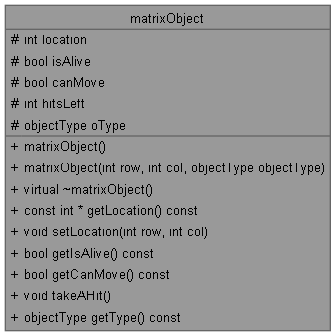 matrixObject
# int location
# bool isAlive
# bool canMove
# int hitsLeft
# objectType oType
+ matrixObject()
+ matrixObject(int row, int col, objectType objectType)
+ virtual ~matrixObject()
+ const int * getLocation() const
+ void setLocation(int row, int col)
+ bool getIsAlive() const
+ bool getCanMove() const
+ void takeAHit()
+ objectType getType() const